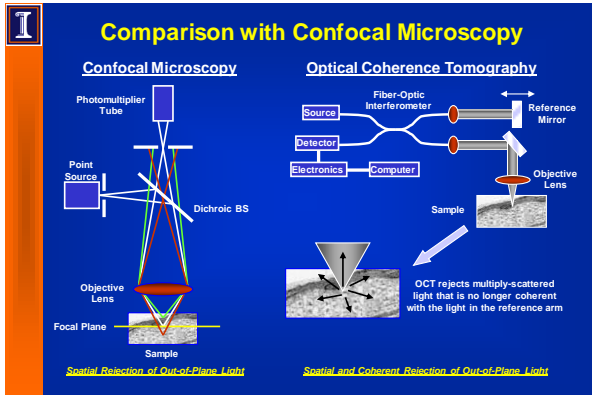 I
Comparison with Confocal Microscopy
Confocal Microscopy
Photomultiplier
Tube
Point
Source
Dichroic BS
Objective
Lens
Focal Plane
Sample
Spatial Rejection of Out-of-Plane Light
Optical Coherence Tomography
Fiber-Optic
Interferometer
Source
Reference
Mirror
Detector
Electronics
Computer
Objective
Lens
Sample
OCT rejects multiply-scattered
light that is no longer coherent
with the light in the reference arm
Spatial and Coherent Rejection of Out-of-Plane Light